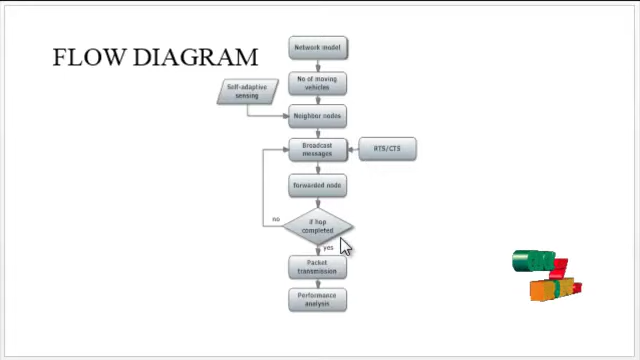 FLOW DIAGRAM
Network model
No of moving
vehicles
Self-adaptive
sensing
Neighbor nodes
Broadcast
messages
RTS/CTS
forwarded node
if hop
completed
no
yes
Packet
transmission
Performance
analysis